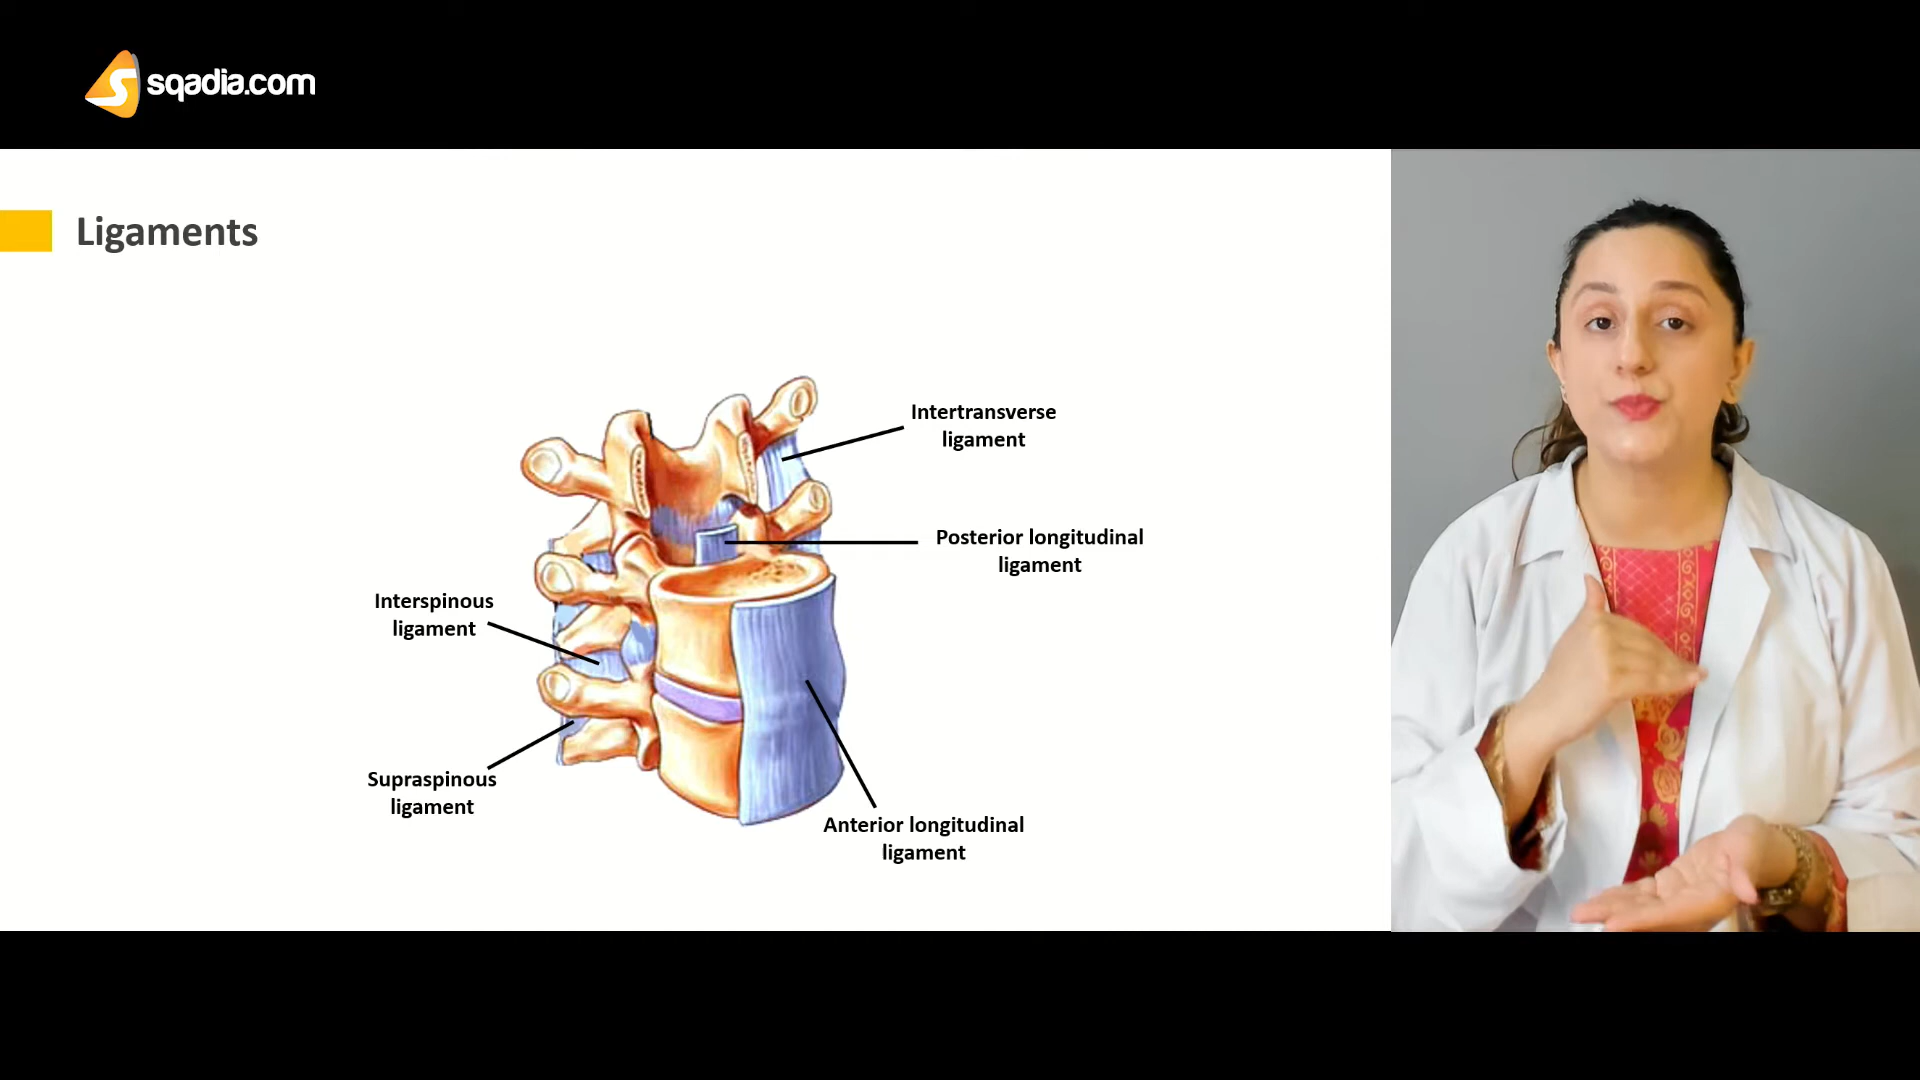 sqadia.com
Ligaments
Intertransverse
ligament
Posterior longitudinal
ligament
Interspinous
ligament
Supraspinous
ligament
Anterior longitudinal
ligament